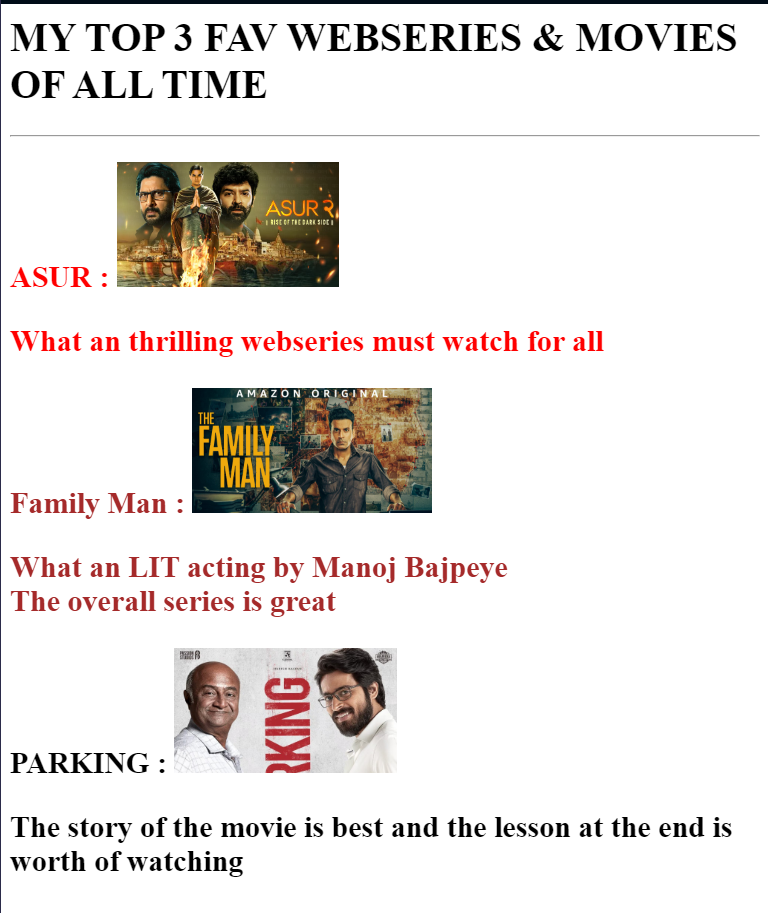 MY TOP 3 FAV WEBSERIES & MOVIES
OF ALL TIME
ASUR २
RISE OF THE DARK SIDE
ASUR :
What an thrilling webseries must watch for all
AMAZON ORIGINAL
THE
FAMILY
MAN
Family Man :
What an LIT acting by Manoj Bajpeye
The overall series is great
RKING
PARKING :
The story of the movie is best and the lesson at the end is
worth of watching